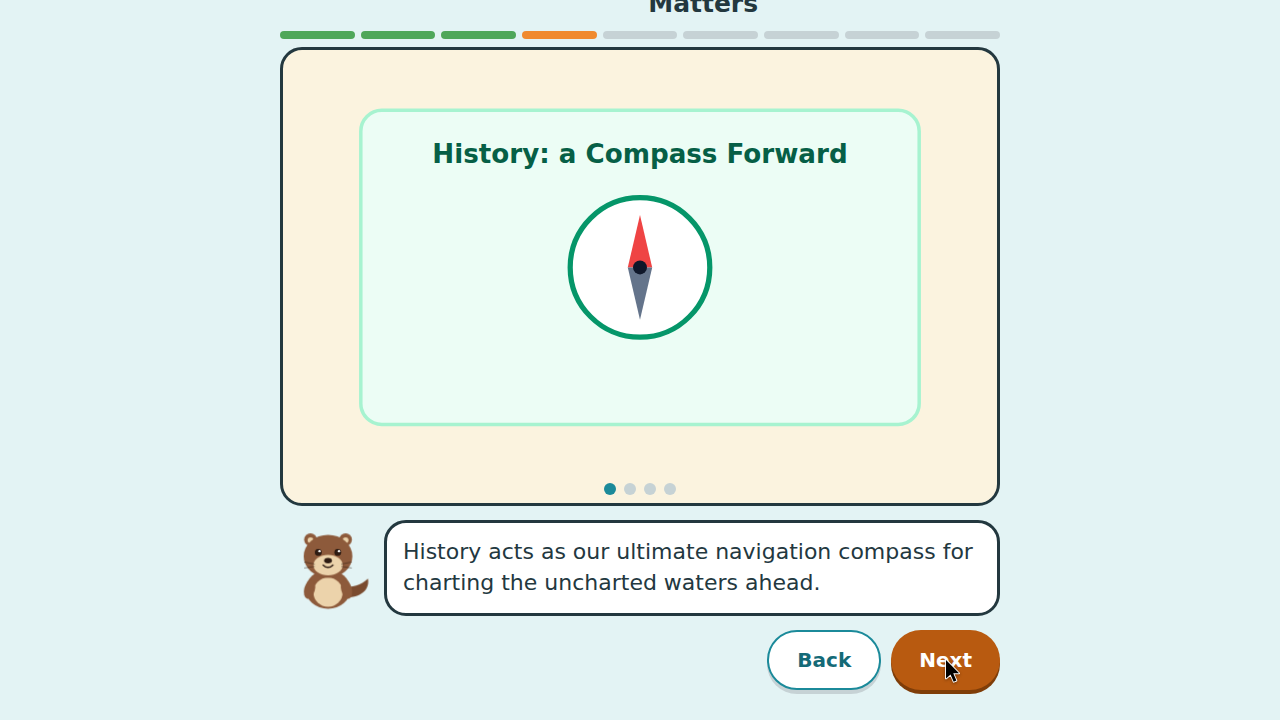 Matters
History: a Compass Forward
History acts as our ultimate navigation compass for
charting the uncharted waters ahead.
Back
Next